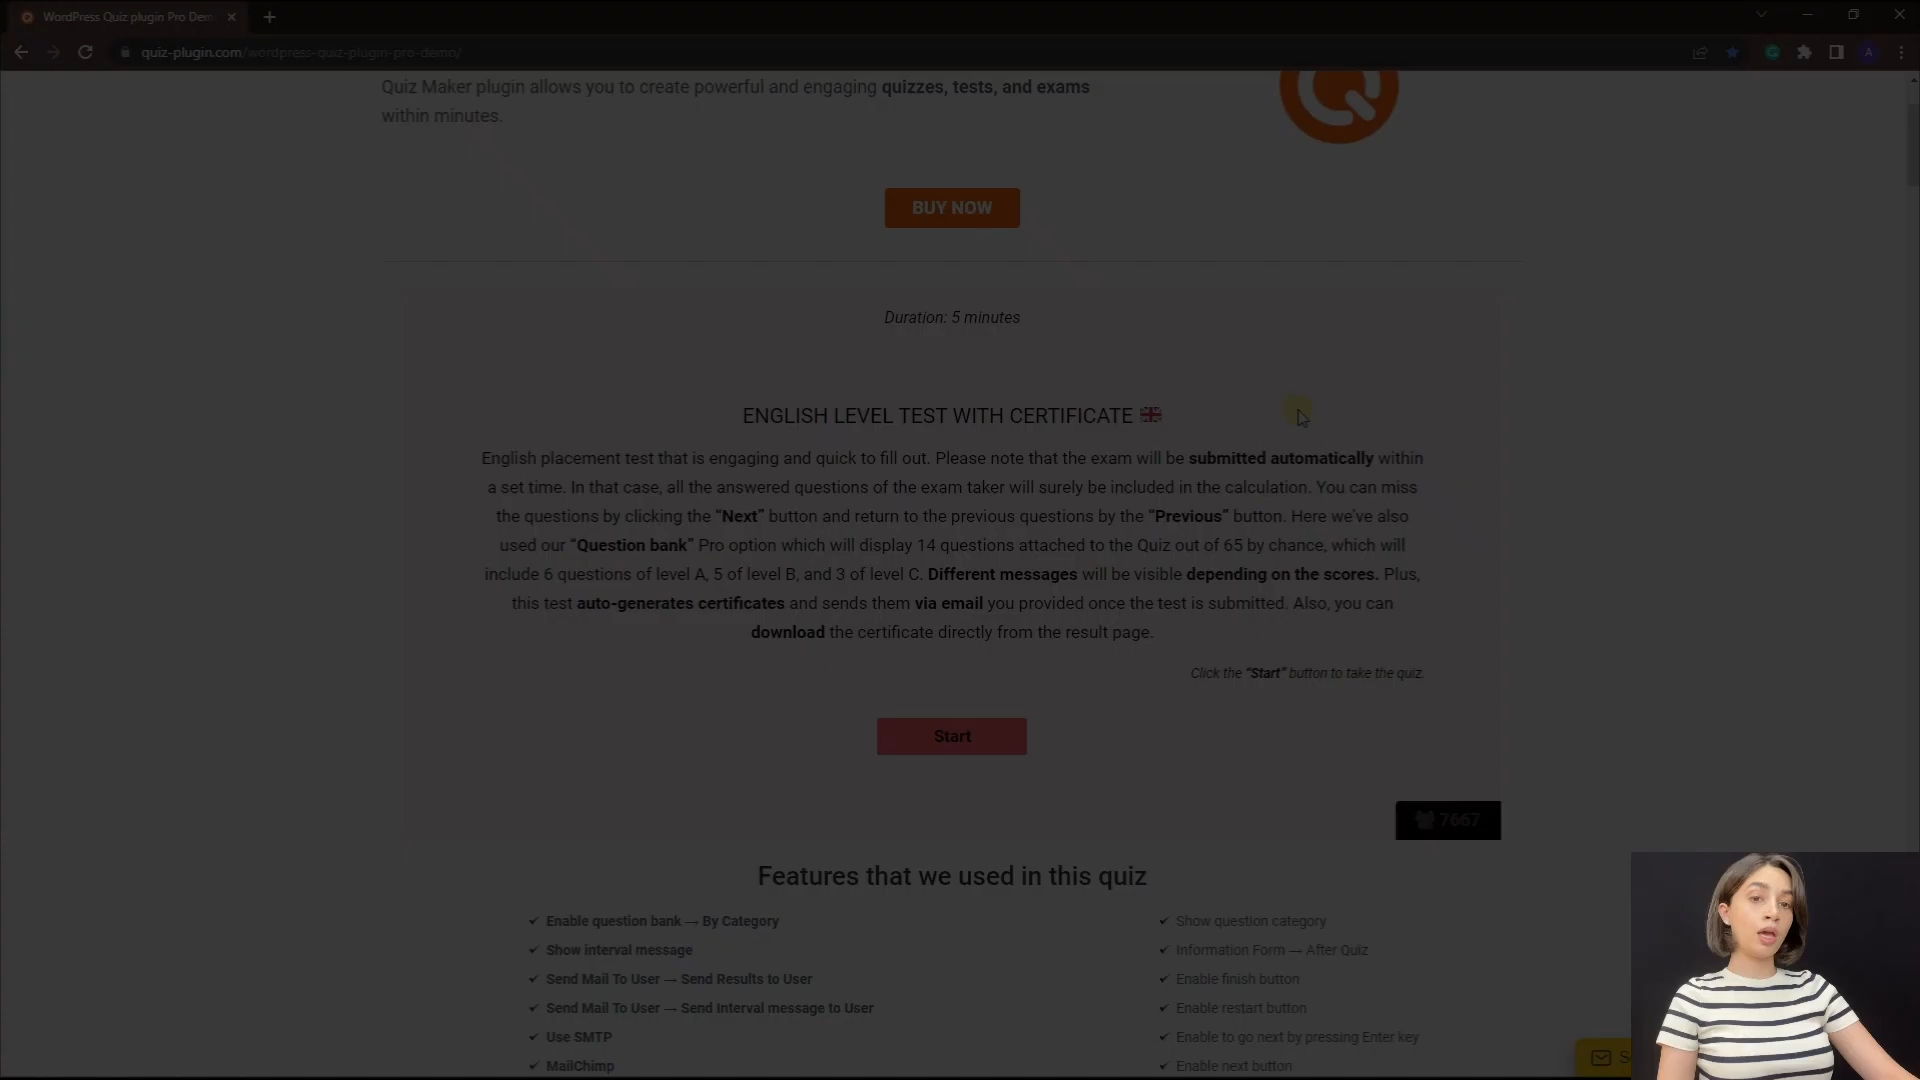 WordPress Quiz plugin Pro Dem
quiz-plugin.com/wordpress-quiz-plugin-pro-demo/
A
Quiz Maker plugin allows you to create powerful and engaging quizzes, tests, and exams
within minutes.
BUY NOW
Duration: 5 minutes
ENGLISH LEVEL TEST WITH CERTIFICATE
English placement test that is engaging and quick to fill out. Please note that the exam will be submitted automatically within
a set time. In that case, all the answered questions of the exam taker will surely be included in the calculation. You can miss
the questions by clicking the “Next” button and return to the previous questions by the “Previous” button. Here we've also
used our “Question bank” Pro option which will display 14 questions attached to the Quiz out of 65 by chance, which will
include 6 questions of level A, 5 of level B, and 3 of level C. Different messages will be visible depending on the scores. Plus,
this test auto-generates certificates and sends them via email you provided once the test is submitted. Also, you can
download the certificate directly from the result page.
Click the “Start” button to take the quiz.
Start
7667
Features that we used in this quiz
Enable question bank → By Category
Show interval message
Send Mail To User → Send Results to User
Send Mail To User → Send Interval message to User
Use SMTP
MailChimp
Show question category
Information Form → After Quiz
Enable finish button
Enable restart button
Enable to go next by pressing Enter key
Enable next button